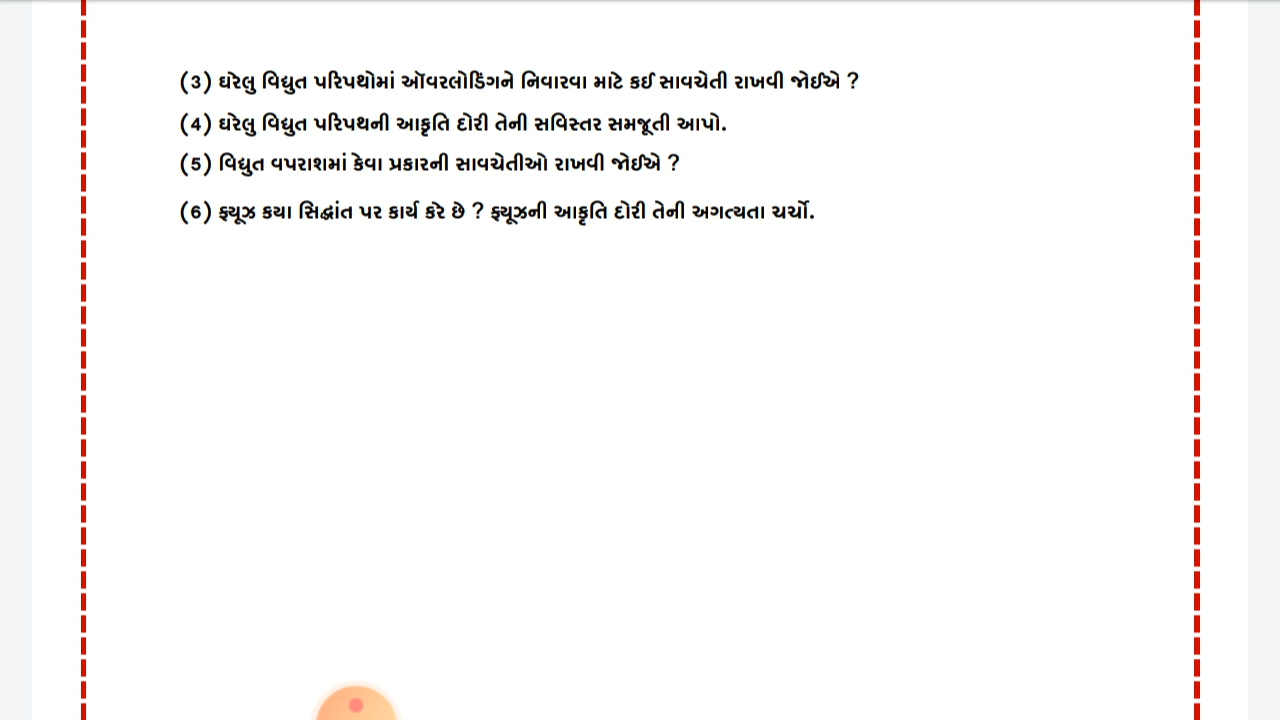 (3) ઘરેલુ વિદ્યુત પરિપથોમાં ઑવરલોડિંગને નિવારવા માટે કઈ સાવચેતી રાખવી જોઈએ ?
(4) ઘરેલુ વિદ્યુત પરિપથની આકૃતિ દોરી તેની સવિસ્તર સમજૂતી આપો.
(5) વિદ્યુત વપરાશમાં કેવા પ્રકારની સાવચેતીઓ રાખવી જોઈએ ?
(6) ફ્યૂઝ કયા સિદ્ધાંત પર કાર્ય કરે છે ? ફ્યૂઝની આકૃતિ દોરી તેની અગત્યતા ચર્ચો.